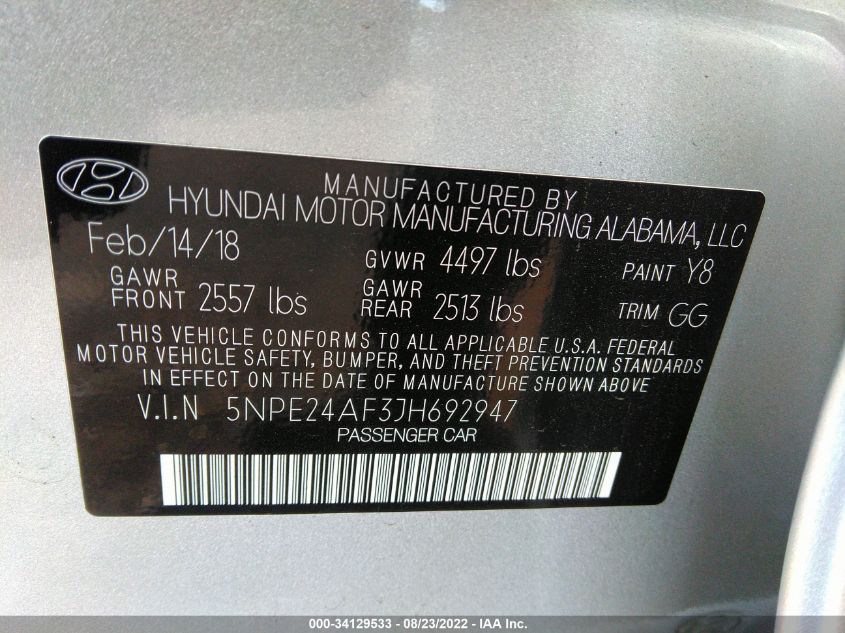 MANUFACTURED BY
HYUNDAI MOTOR MANUFACTURING ALABAMA, LLC
Feb/14/18 GVWR 4497 lbs PAINT Y8
GAWR FRONT 2557 lbs GAWR REAR 2513 lbs TRIM GG
THIS VEHICLE CONFORMS TO ALL APPLICABLE U.S.A. FEDERAL
MOTOR VEHICLE SAFETY, BUMPER, AND THEFT PREVENTION STANDARDS
IN EFFECT ON THE DATE OF MANUFACTURE SHOWN ABOVE
V.I.N 5NPE24AF3JH692947
PASSENGER CAR
000-34129533 - 08/23/2022 - IAA Inc.